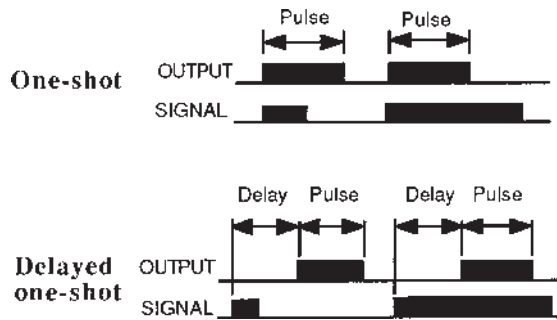 Pulse Pulse
One-shot
OUTPUT
SIGNAL
Delay Pulse Delay Pulse
Delayed
one-shot
OUTPUT
SIGNAL